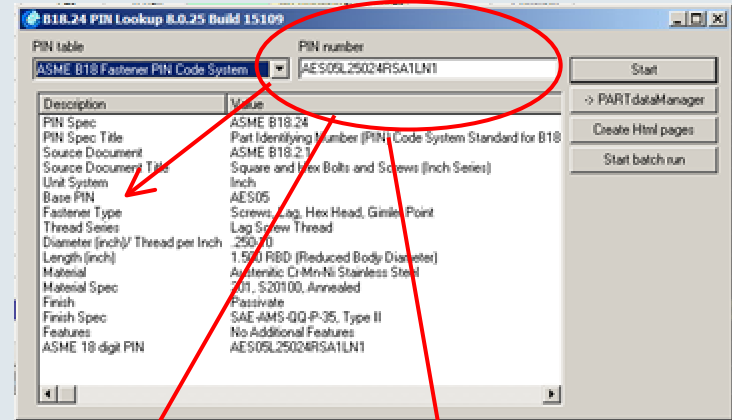 B18.24 PIN Lookup 8.0.25 Build 15109
PIN table PIN number
ASME B18 Fastener PIN Code System AES05L25024RSA1LN1 Start
Description Value -> PARTdataManager
PIN Spec ASME B18.24
PIN Spec Title Part Identifying Number (PIN) Code System Standard for B18 Create Html pages
Source Document ASME B18.2.1
Source Document Title Square and Hex Bolts and Screws (Inch Series) Start batch run
Unit System Inch
Base PIN AES05
Fastener Type Screws, Lag, Hex Head, Gimlet Point
Thread Series Lag Screw Thread
Diameter (inch)/ Thread per Inch .250-10
Length (inch) 1.500 RBD (Reduced Body Diameter)
Material Austenitic Cr-Mn-Ni Stainless Steel
Material Spec 201, S20100, Annealed
Finish Passivate
Finish Spec SAE-AMS-QQ-P-35, Type II
Features No Additional Features
ASME 18 digit PIN AES05L25024RSA1LN1